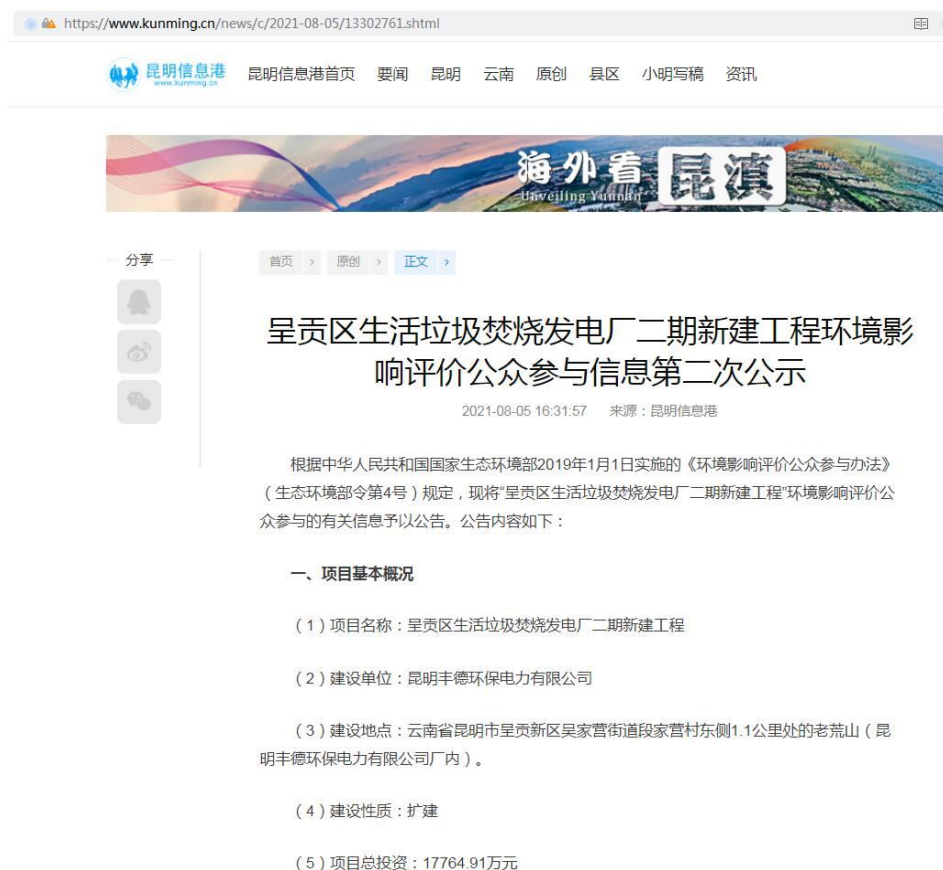 https://www.kunming.cn/news/c/2021-08-05/13302761.shtml
昆明信息港
www.kunming.cn
昆明信息港首页 要闻 昆明 云南 原创 县区 小明写稿 资讯
海外看昆滇
Unveiling Yunnan
分享
首页 > 原创 > 正文 >
呈贡区生活垃圾焚烧发电厂二期新建工程环境影
响评价公众参与信息第二次公示
2021-08-05 16:31:57 来源：昆明信息港
根据中华人民共和国国家生态环境部2019年1月1日实施的《环境影响评价公众参与办法》
（生态环境部令第4号）规定，现将“呈贡区生活垃圾焚烧发电厂二期新建工程”环境影响评价公
众参与的有关信息予以公告。公告内容如下：
一、项目基本概况
（1）项目名称：呈贡区生活垃圾焚烧发电厂二期新建工程
（2）建设单位：昆明丰德环保电力有限公司
（3）建设地点：云南省昆明市呈贡新区吴家营街道段家营村东侧1.1公里处的老荒山（昆
明丰德环保电力有限公司厂内）。
（4）建设性质：扩建
（5）项目总投资：17764.91万元